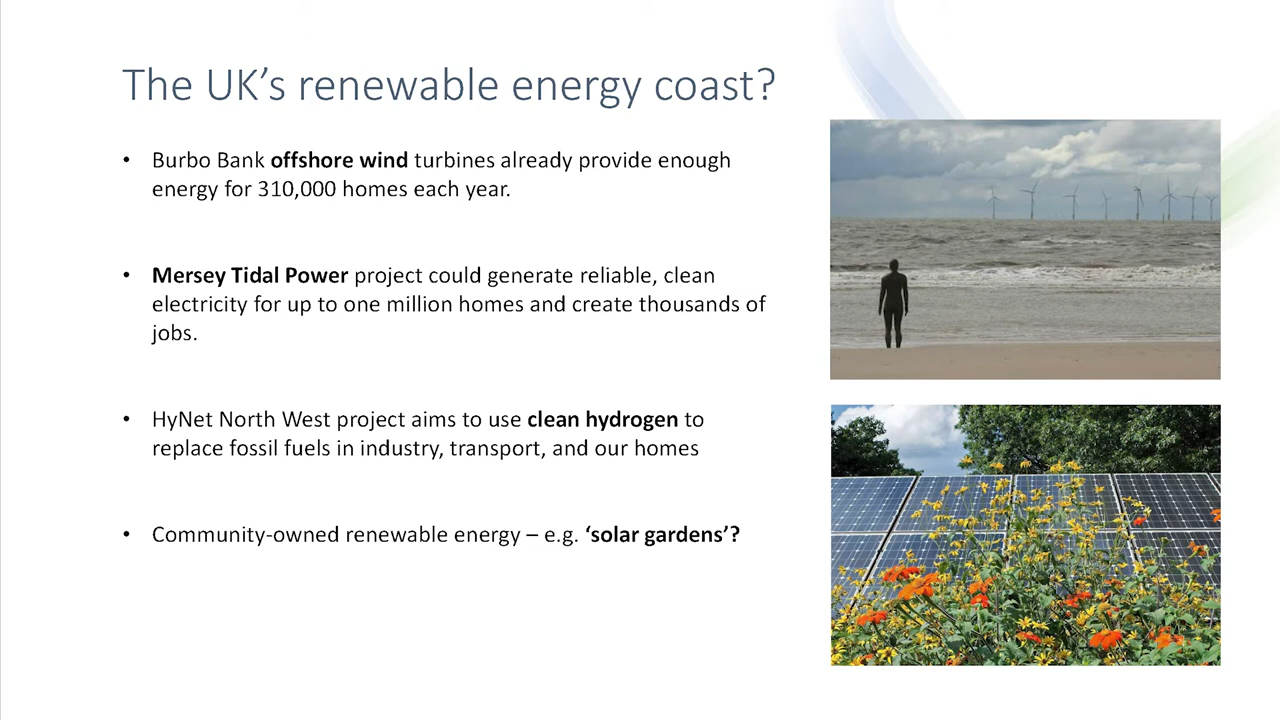 The UK’s renewable energy coast?
• Burbo Bank offshore wind turbines already provide enough
energy for 310,000 homes each year.
• Mersey Tidal Power project could generate reliable, clean
electricity for up to one million homes and create thousands of
jobs.
• HyNet North West project aims to use clean hydrogen to
replace fossil fuels in industry, transport, and our homes
• Community-owned renewable energy – e.g. ‘solar gardens’?